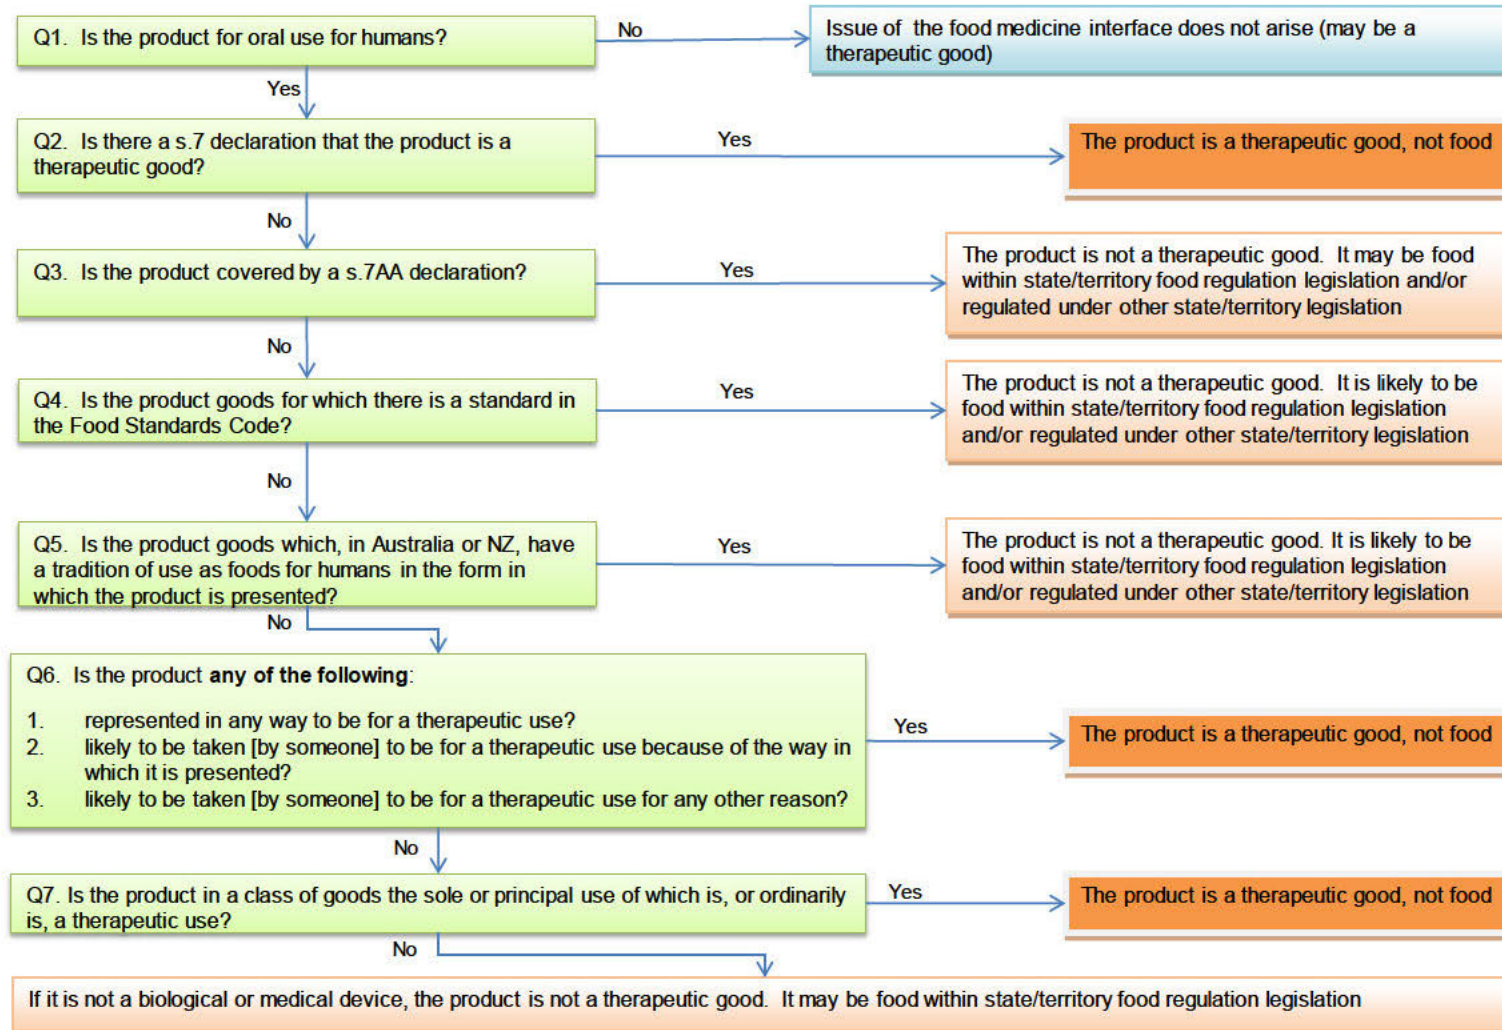 Q1. Is the product for oral use for humans?
No
Issue of the food medicine interface does not arise (may be a
therapeutic good)
Yes
Q2. Is there a s.7 declaration that the product is a
therapeutic good?
Yes
The product is a therapeutic good, not food
No
Q3. Is the product covered by a s.7AA declaration?
Yes
The product is not a therapeutic good. It may be food
within state/territory food regulation legislation and/or
regulated under other state/territory legislation
No
Q4. Is the product goods for which there is a standard in
the Food Standards Code?
Yes
The product is not a therapeutic good. It is likely to be
food within state/territory food regulation legislation
and/or regulated under other state/territory legislation
No
Q5. Is the product goods which, in Australia or NZ, have
a tradition of use as foods for humans in the form in
which the product is presented?
Yes
The product is not a therapeutic good. It is likely to be
food within state/territory food regulation legislation
and/or regulated under other state/territory legislation
No
Q6. Is the product any of the following:
1. represented in any way to be for a therapeutic use?
2. likely to be taken [by someone] to be for a therapeutic use because of the way in
which it is presented?
3. likely to be taken [by someone] to be for a therapeutic use for any other reason?
Yes
The product is a therapeutic good, not food
No
Q7. Is the product in a class of goods the sole or principal use of which is, or ordinarily
is, a therapeutic use?
Yes
The product is a therapeutic good, not food
No
If it is not a biological or medical device, the product is not a therapeutic good. It may be food within state/territory food regulation legislation